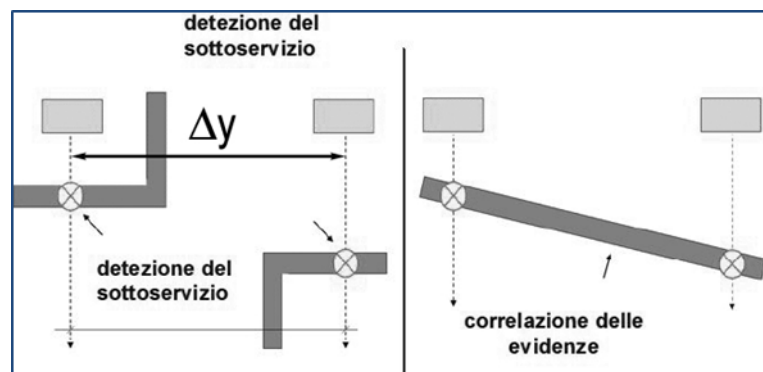 detezione del
sottoservizio
Δy
detezione del
sottoservizio
correlazione delle
evidenze